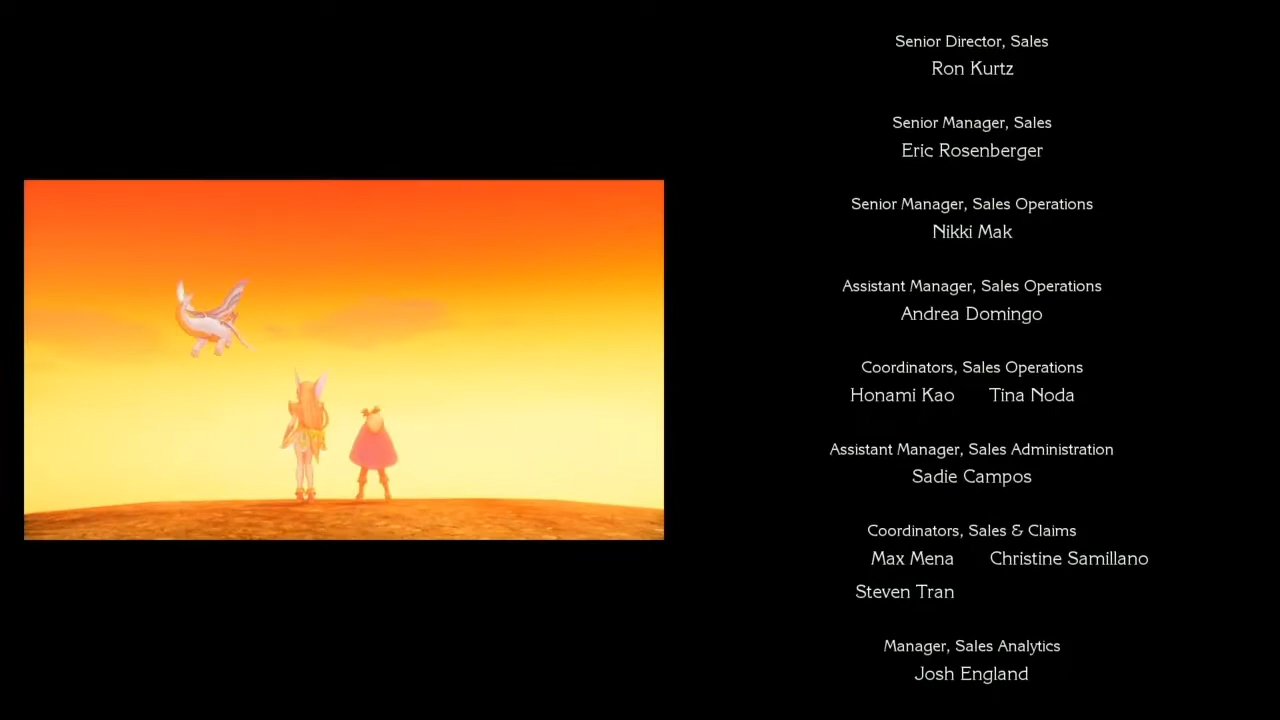 Senior Director, Sales
Ron Kurtz
Senior Manager, Sales
Eric Rosenberger
Senior Manager, Sales Operations
Nikki Mak
Assistant Manager, Sales Operations
Andrea Domingo
Coordinators, Sales Operations
Honami Kao Tina Noda
Assistant Manager, Sales Administration
Sadie Campos
Coordinators, Sales & Claims
Max Mena Christine Samillano
Steven Tran
Manager, Sales Analytics
Josh England